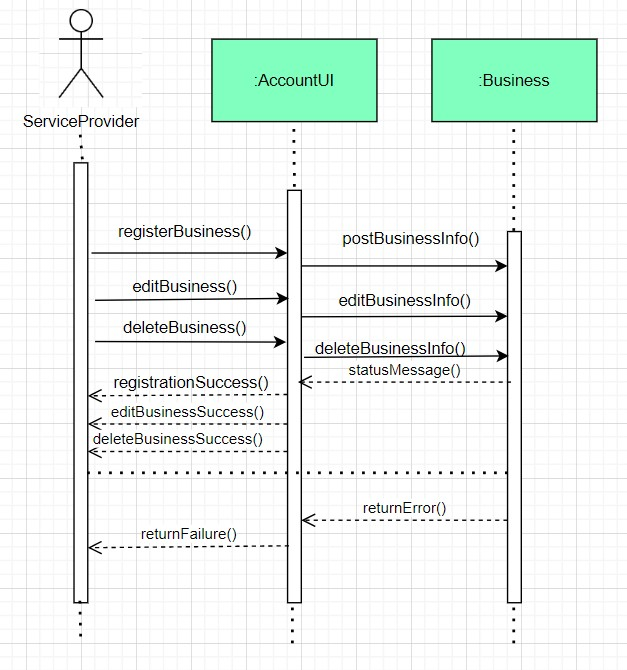 ServiceProvider
:AccountUI
:Business
registerBusiness()
postBusinessInfo()
editBusiness()
editBusinessInfo()
deleteBusiness()
deleteBusinessInfo()
statusMessage()
registrationSuccess()
editBusinessSuccess()
deleteBusinessSuccess()
returnError()
returnFailure()